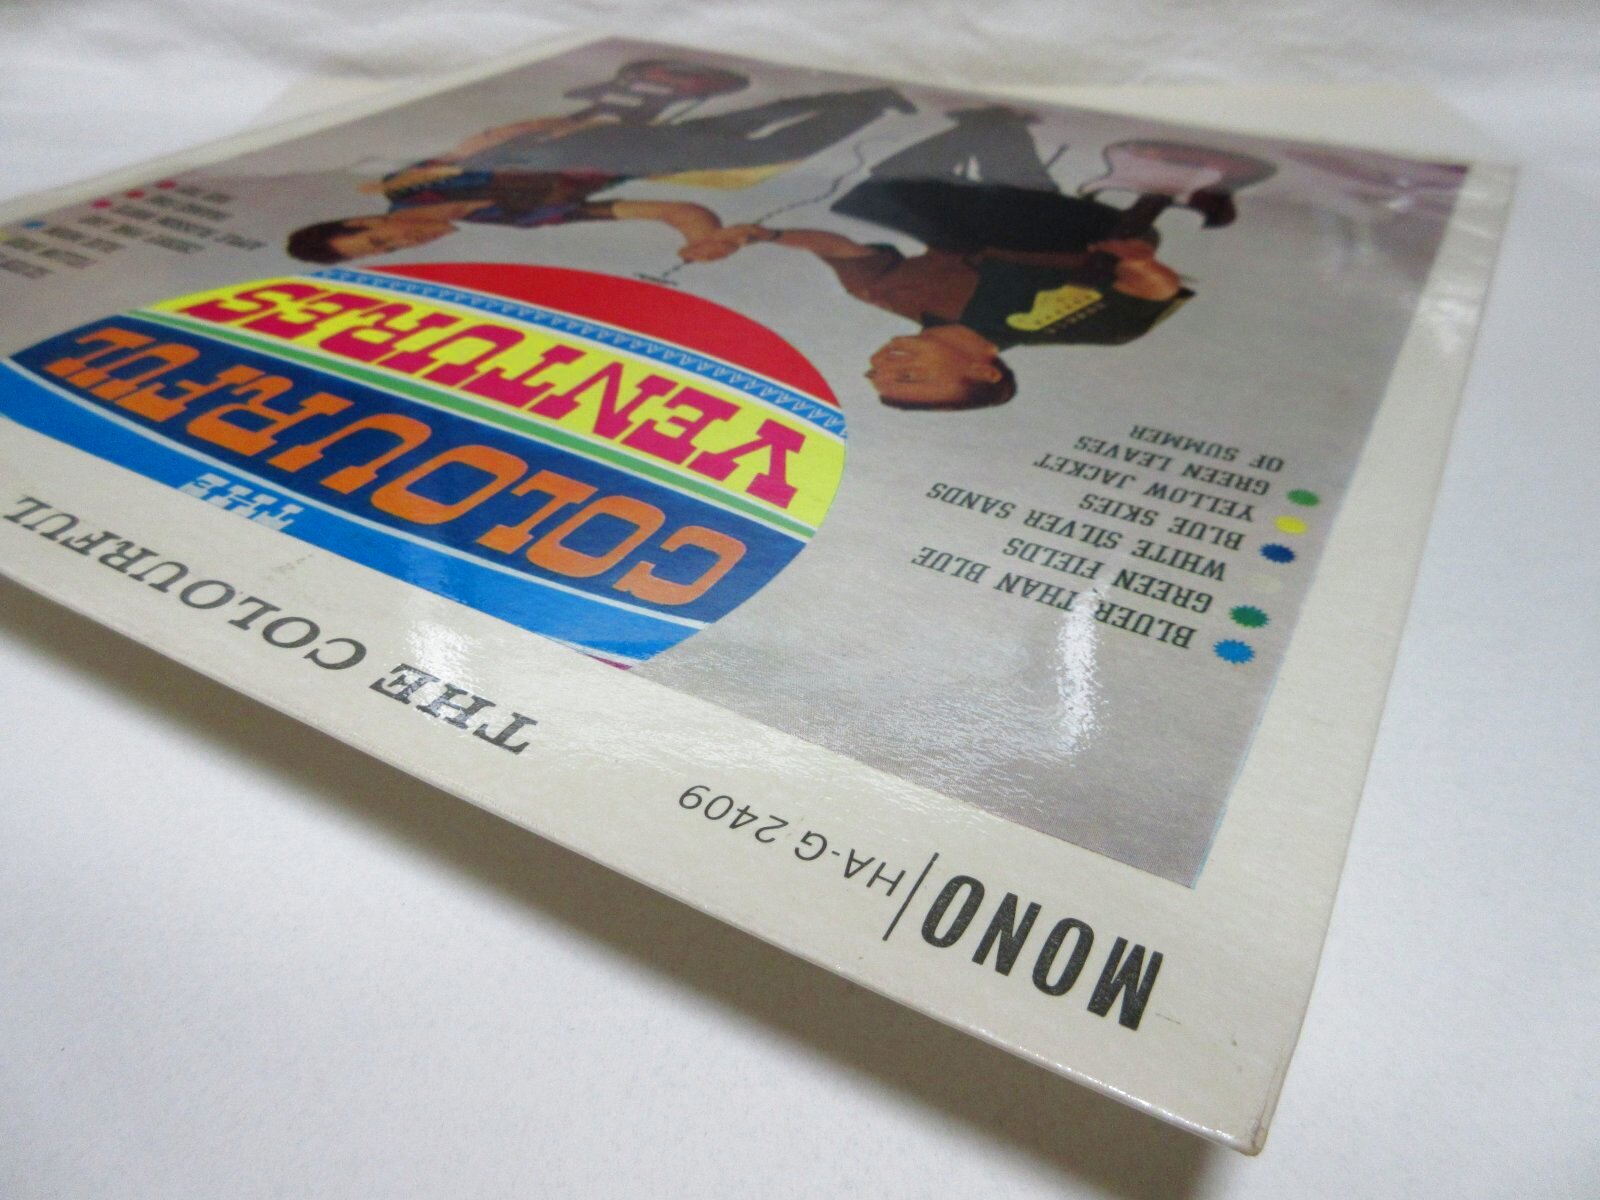 MONO | HA-G 2409
THE COLOURFUL
THE
COLOURFUL
VENTURES
BLUER THAN BLUE
GREEN FIELDS
WHITE SILVER SANDS
BLUE SKIES
YELLOW JACKET
GREEN LEAVES
OF SUMMER